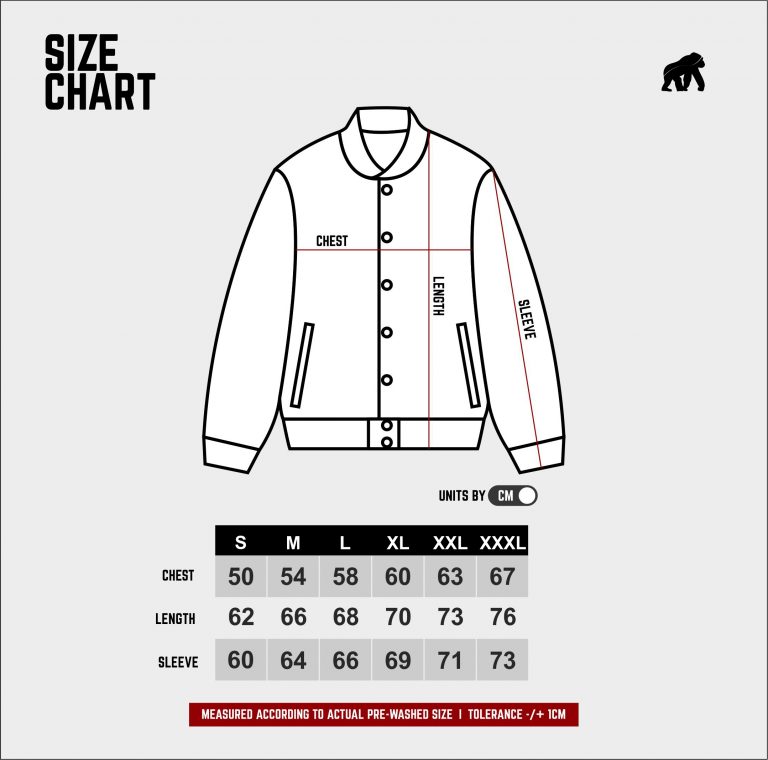 SIZE
CHART
CHEST
LENGTH
SLEEVE
UNITS BY CM
S M L XL XXL XXXL
CHEST 50 54 58 60 63 67
LENGTH 62 66 68 70 73 76
SLEEVE 60 64 66 69 71 73
MEASURED ACCORDING TO ACTUAL PRE-WASHED SIZE | TOLERANCE -/+ 1CM